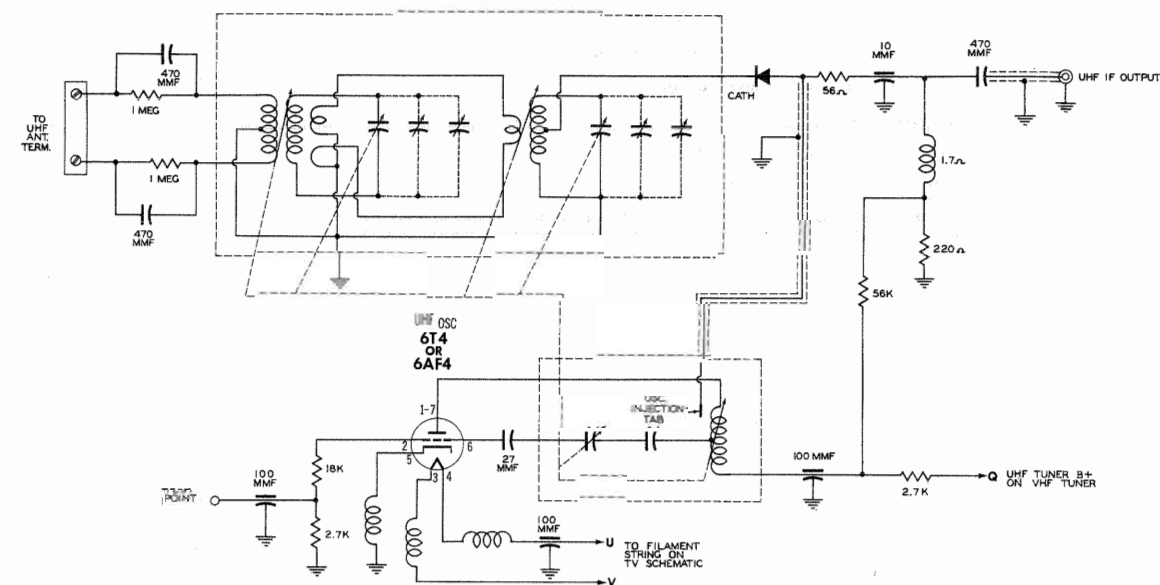 470
MMF
1 MEG
TO
UHF
ANT.
TERM.
1 MEG
470
MMF
CATH
56Ω
10
MMF
470
MMF
UHF IF OUTPUT
1.7Ω
220Ω
56K
UHF OSC
6T4
OR
6AF4
1-7
2
6
5
3
4
27
MMF
OSC.
INJECTION
TAB
18K
100
MMF
POINT
2.7K
100
MMF
U
TO FILAMENT
STRING ON
TV SCHEMATIC
V
100 MMF
2.7K
Q
UHF TUNER B+
ON VHF TUNER